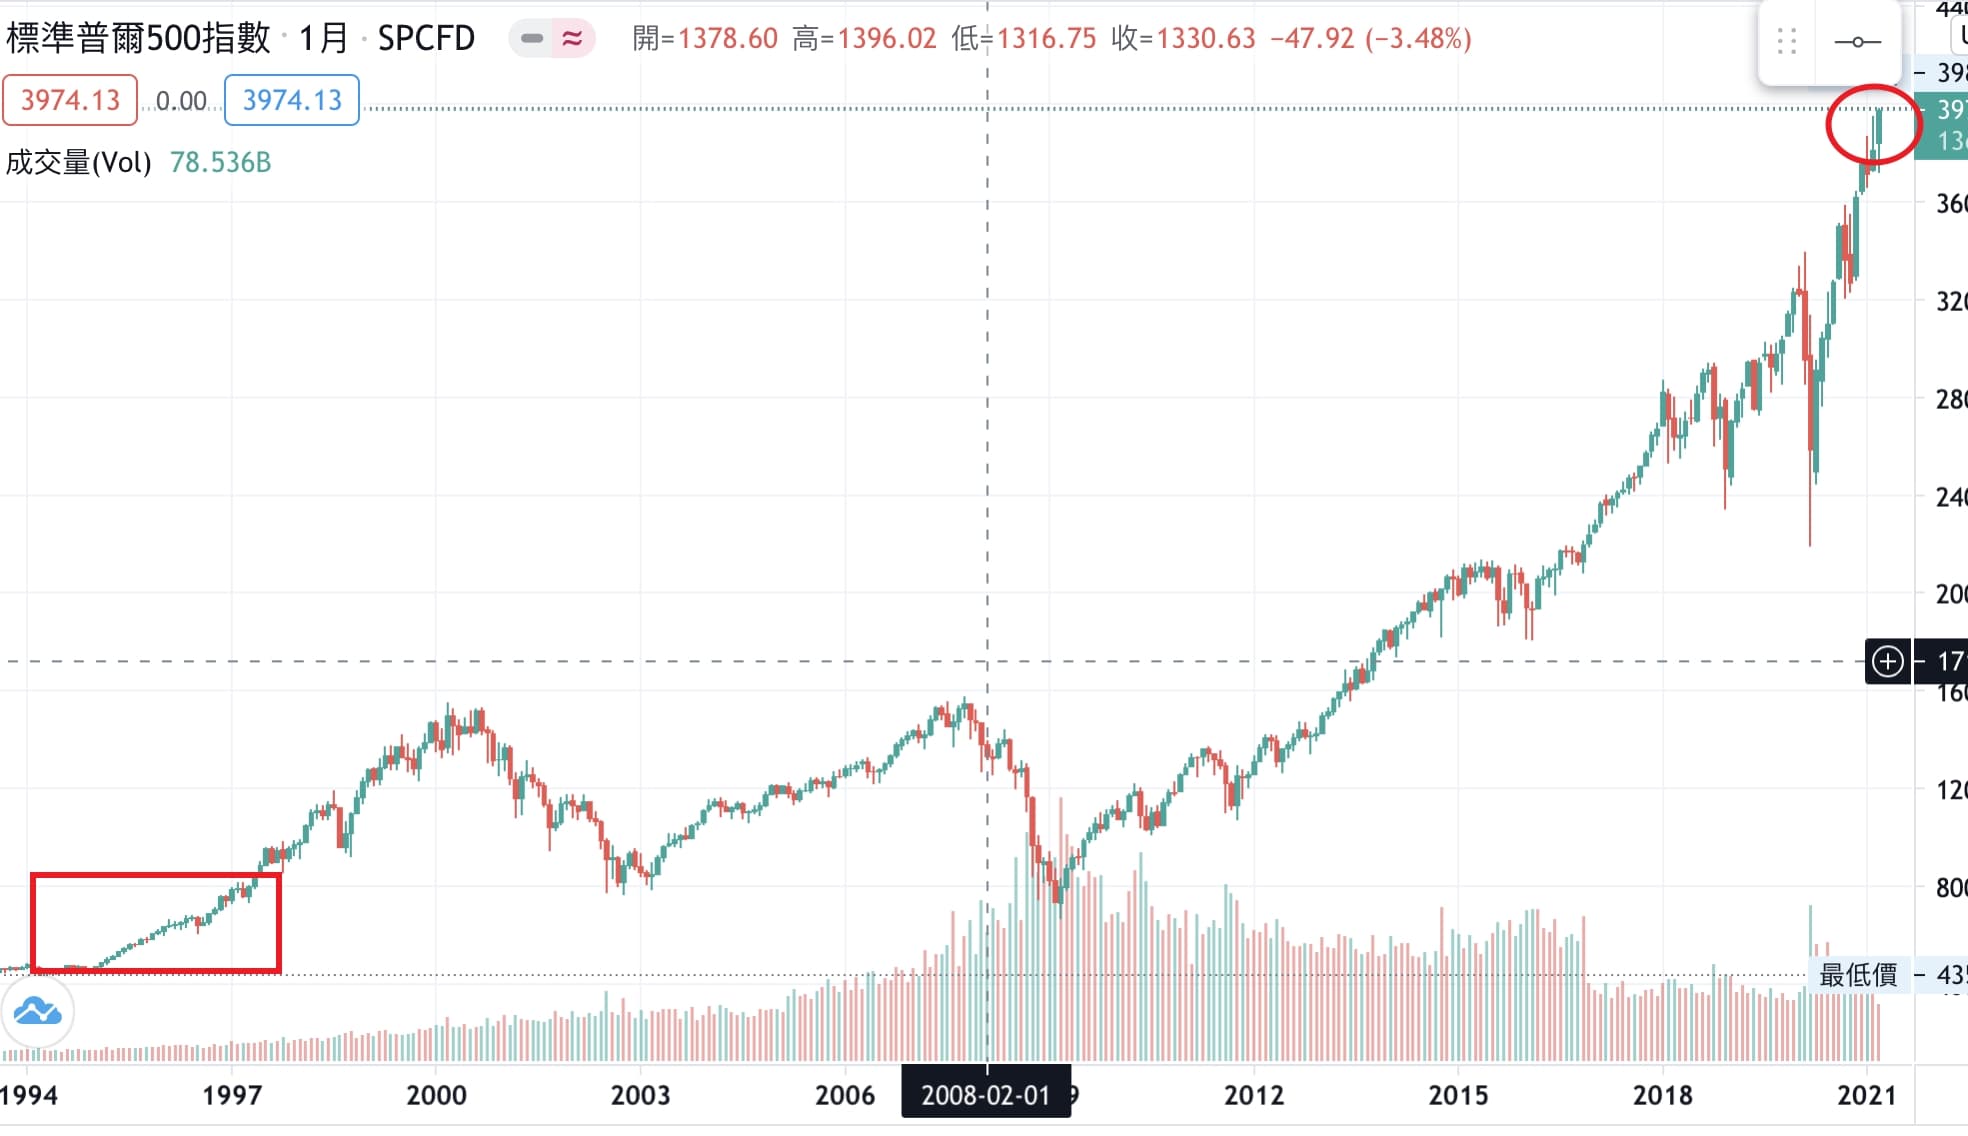 標準普爾500指數 · 1月 · SPCFD 開=1378.60 高=1396.02 低=1316.75 收=1330.63 −47.92 (−3.48%)
3974.13 0.00 3974.13
成交量(Vol) 78.536B
最低價
1994 1997 2000 2003 2006 2008-02-01 2012 2015 2018 2021